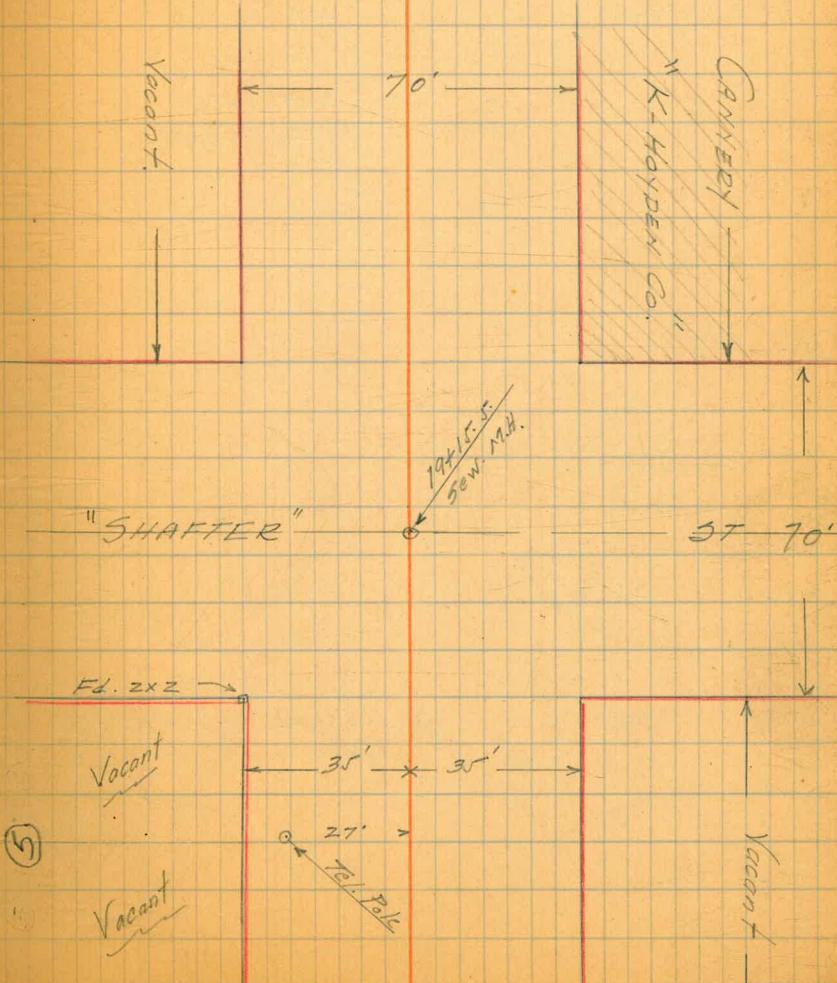 Vacant.
70'
CANNERY
"K-HOYDEN CO."
19+15.5.
Sew. M.H.
"SHAFTER"
ST 70'
Fd. 2x2
Vacant
35'
35'
27'
Tel. Pole
Vacant
Vacant
5